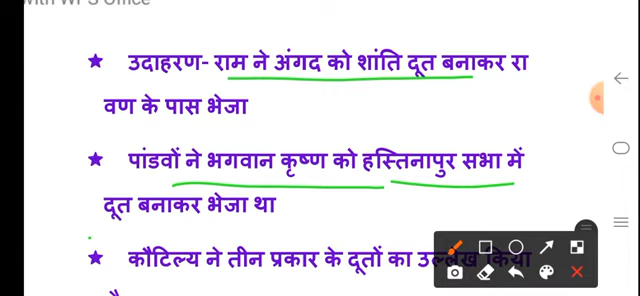 with WPS Office
★ उदाहरण- राम ने अंगद को शांति दूत बनाकर रा
वण के पास भेजा
★ पांडवों ने भगवान कृष्ण को हस्तिनापुर सभा में
दूत बनाकर भेजा था
★ कौटिल्य ने तीन प्रकार के दूतों का उल्लेख किया